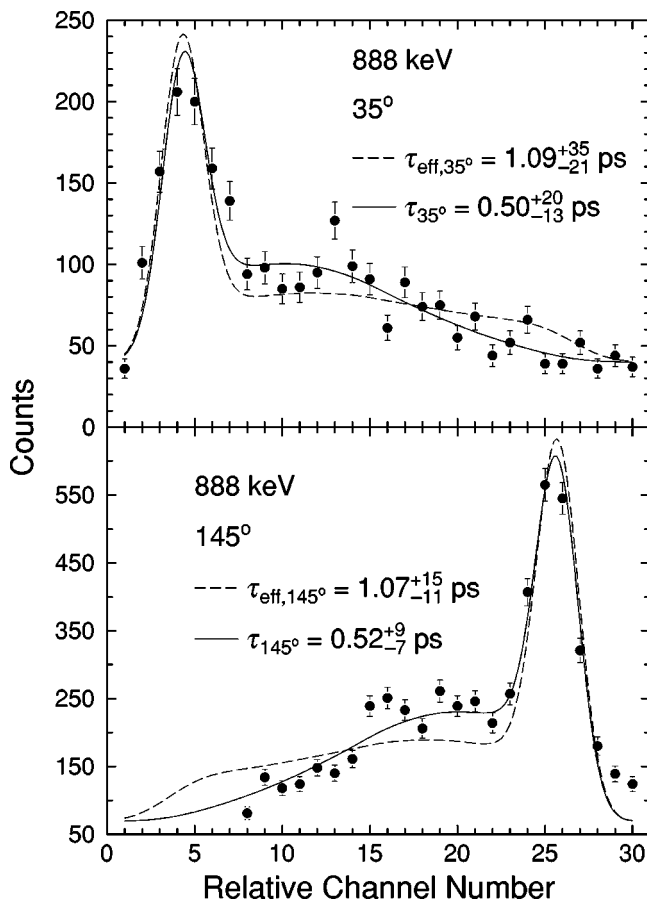 250
200
150
100
50
0
888 keV
35°
τeff,35° = 1.09 +35 −21 ps
τ35° = 0.50 +20 −13 ps
Counts
550
450
350
250
150
50
888 keV
145°
τeff,145° = 1.07 +15 −11 ps
τ145° = 0.52 +9 −7 ps
0 5 10 15 20 25 30
Relative Channel Number